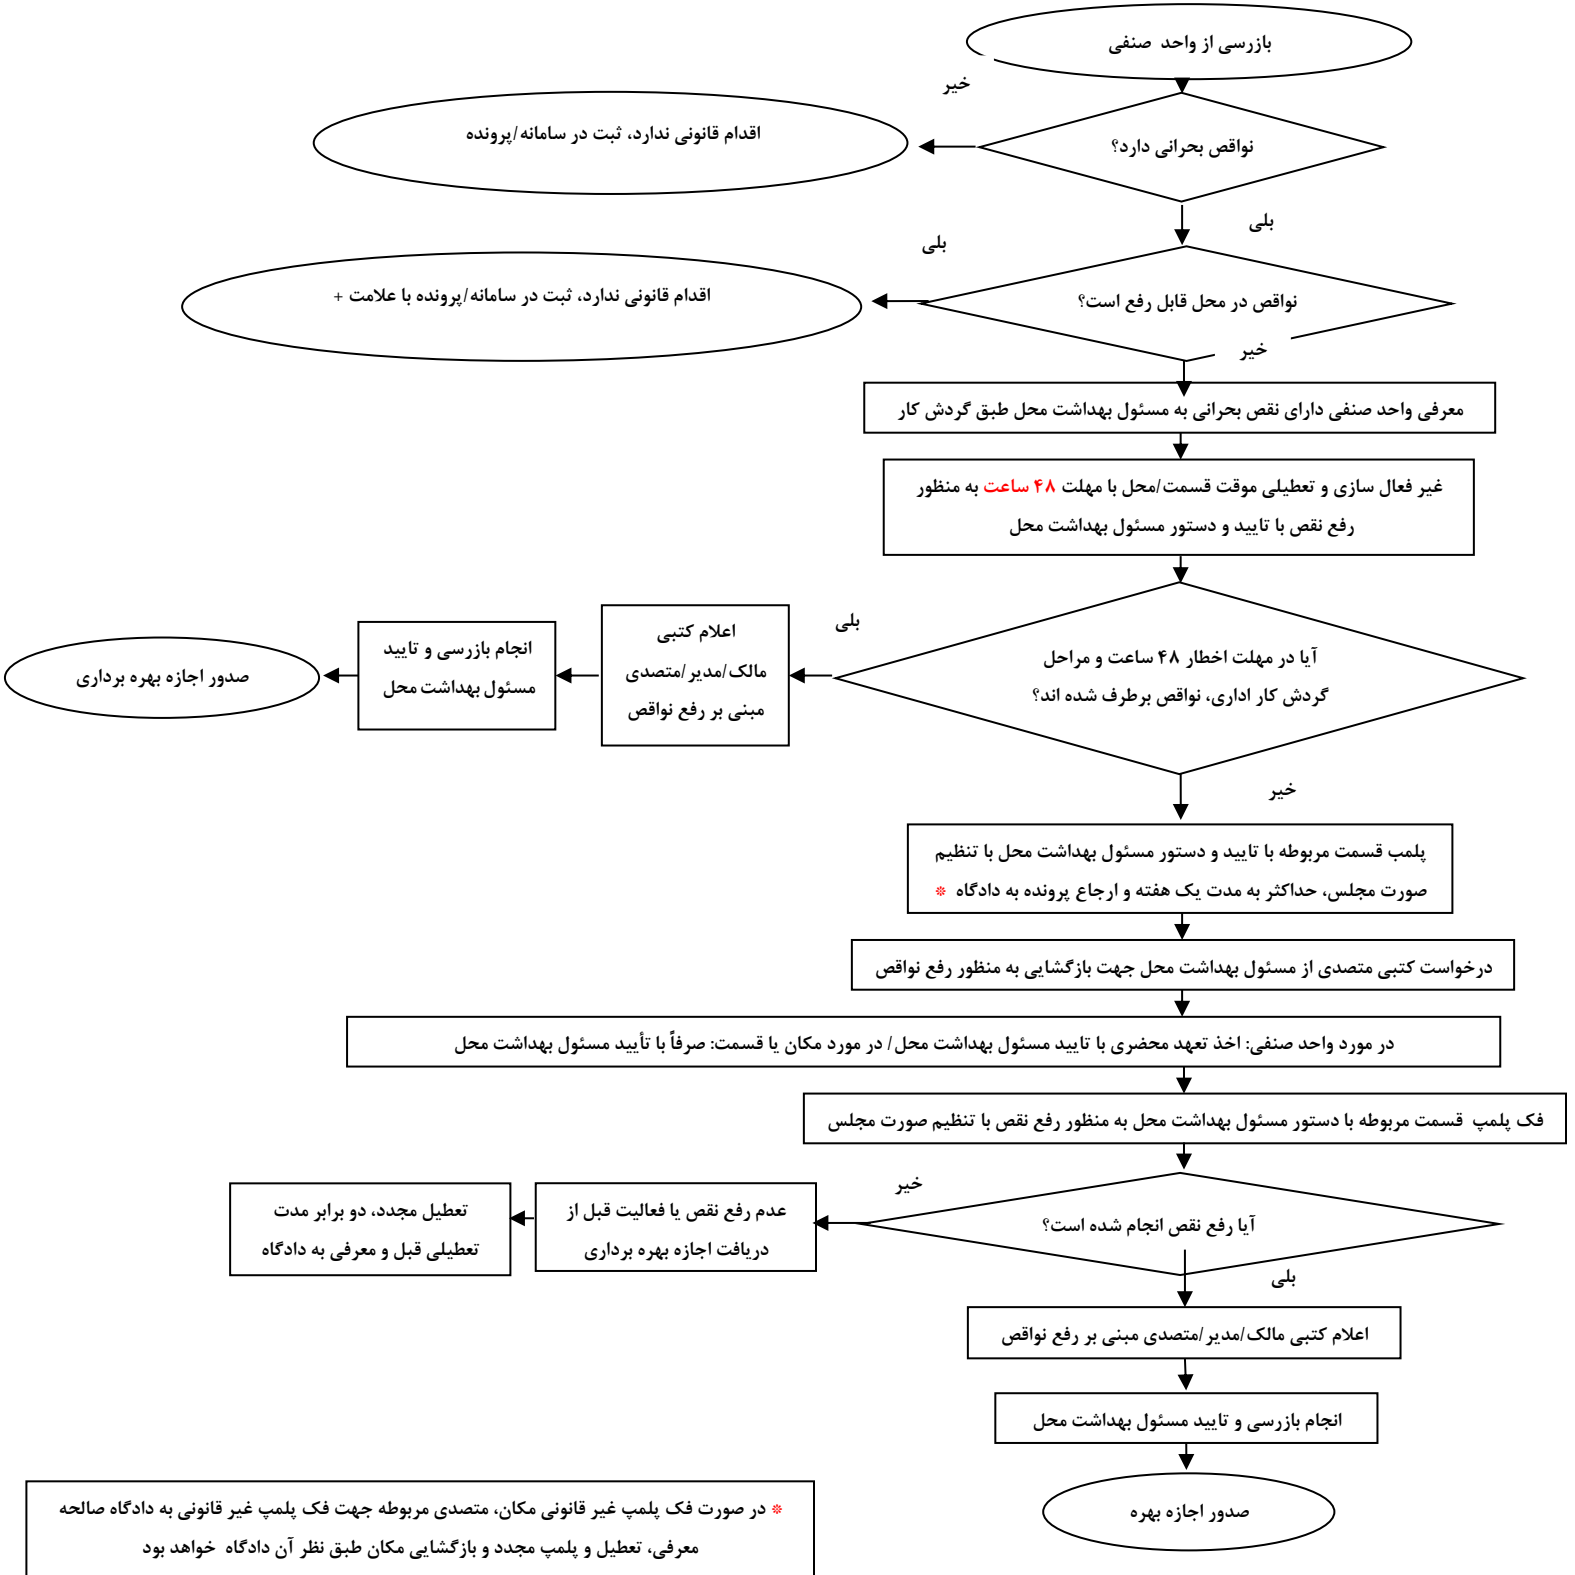 بازرسی از واحد صنفی
خیر
نواقص بحرانی دارد؟
اقدام قانونی ندارد، ثبت در سامانه/پرونده
بلی
بلی
نواقص در محل قابل رفع است؟
اقدام قانونی ندارد، ثبت در سامانه/پرونده با علامت +
خیر
معرفی واحد صنفی دارای نقص بحرانی به مسئول بهداشت محل طبق گردش کار
غیر فعال سازی و تعطیلی موقت قسمت/محل با مهلت ۴۸ ساعت به منظور
رفع نقص با تایید و دستور مسئول بهداشت محل
آیا در مهلت اخطار ۴۸ ساعت و مراحل
گردش کار اداری، نواقص برطرف شده اند؟
بلی
اعلام کتبی
مالک/مدیر/متصدی
مبنی بر رفع نواقص
انجام بازرسی و تایید
مسئول بهداشت محل
صدور اجازه بهره برداری
خیر
پلمب قسمت مربوطه با تایید و دستور مسئول بهداشت محل با تنظیم
صورت مجلس، حداکثر به مدت یک هفته و ارجاع پرونده به دادگاه *
درخواست کتبی متصدی از مسئول بهداشت محل جهت بازگشایی به منظور رفع نواقص
در مورد واحد صنفی: اخذ تعهد محضری با تایید مسئول بهداشت محل/ در مورد مکان یا قسمت: صرفاً با تأیید مسئول بهداشت محل
فک پلمپ قسمت مربوطه با دستور مسئول بهداشت محل به منظور رفع نقص با تنظیم صورت مجلس
آیا رفع نقص انجام شده است؟
خیر
عدم رفع نقص یا فعالیت قبل از
دریافت اجازه بهره برداری
تعطیل مجدد، دو برابر مدت
تعطیلی قبل و معرفی به دادگاه
بلی
اعلام کتبی مالک/مدیر/متصدی مبنی بر رفع نواقص
انجام بازرسی و تایید مسئول بهداشت محل
صدور اجازه بهره
* در صورت فک پلمپ غیر قانونی مکان، متصدی مربوطه جهت فک پلمپ غیر قانونی به دادگاه صالحه
معرفی، تعطیل و پلمپ مجدد و بازگشایی مکان طبق نظر آن دادگاه خواهد بود